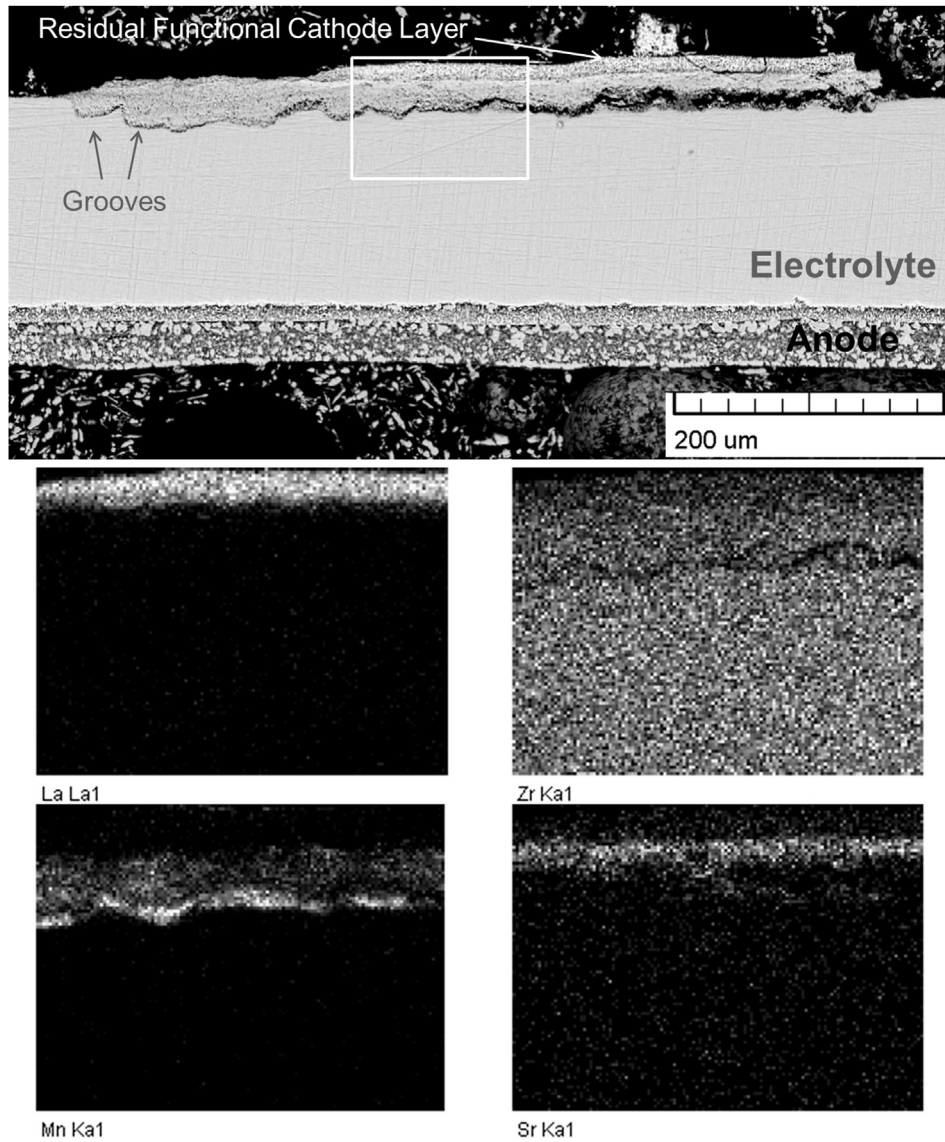 Residual Functional Cathode Layer
Grooves
Electrolyte
Anode
200 um
La La1
Zr Ka1
Mn Ka1
Sr Ka1